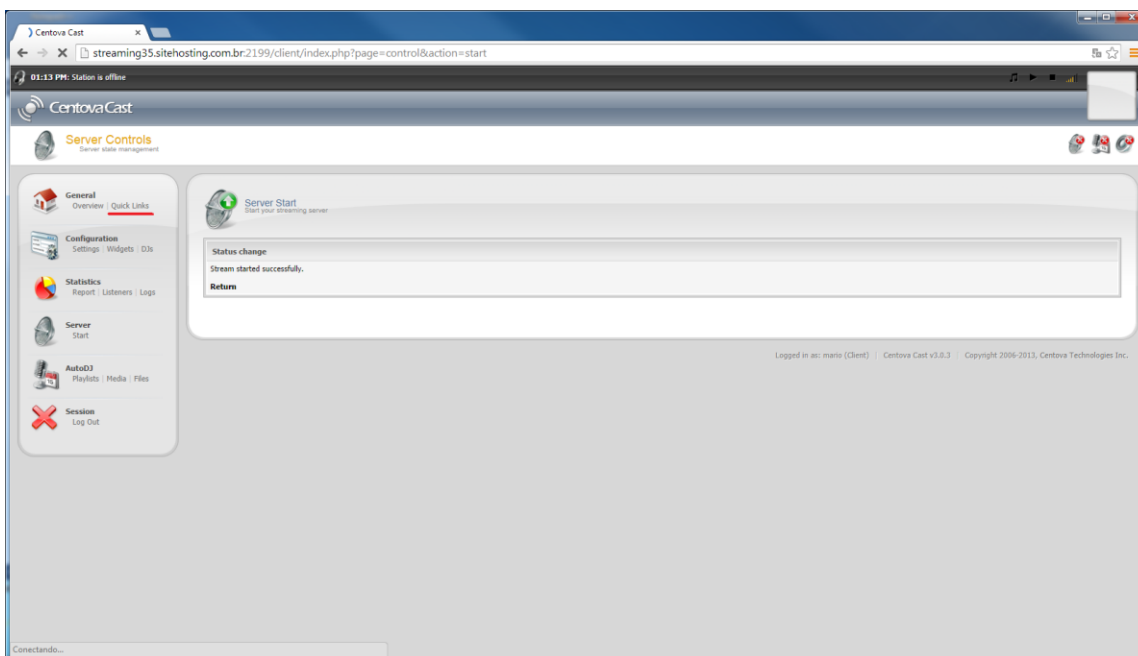 Centova Cast
streaming35.sitehosting.com.br:2199/client/index.php?page=control&action=start
01:13 PM: Station is offline
CentovaCast
Server Controls
Server state management
General
Overview | Quick Links
Configuration
Settings | Widgets | DJs
Statistics
Report | Listeners | Logs
Server
Start
AutoDJ
Playlists | Media | Files
Session
Log Out
Server Start
Start your streaming server
Status change
Stream started successfully.
Return
Logged in as: mario (Client) | Centova Cast v3.0.3 | Copyright 2006-2013, Centova Technologies Inc.
Conectando...